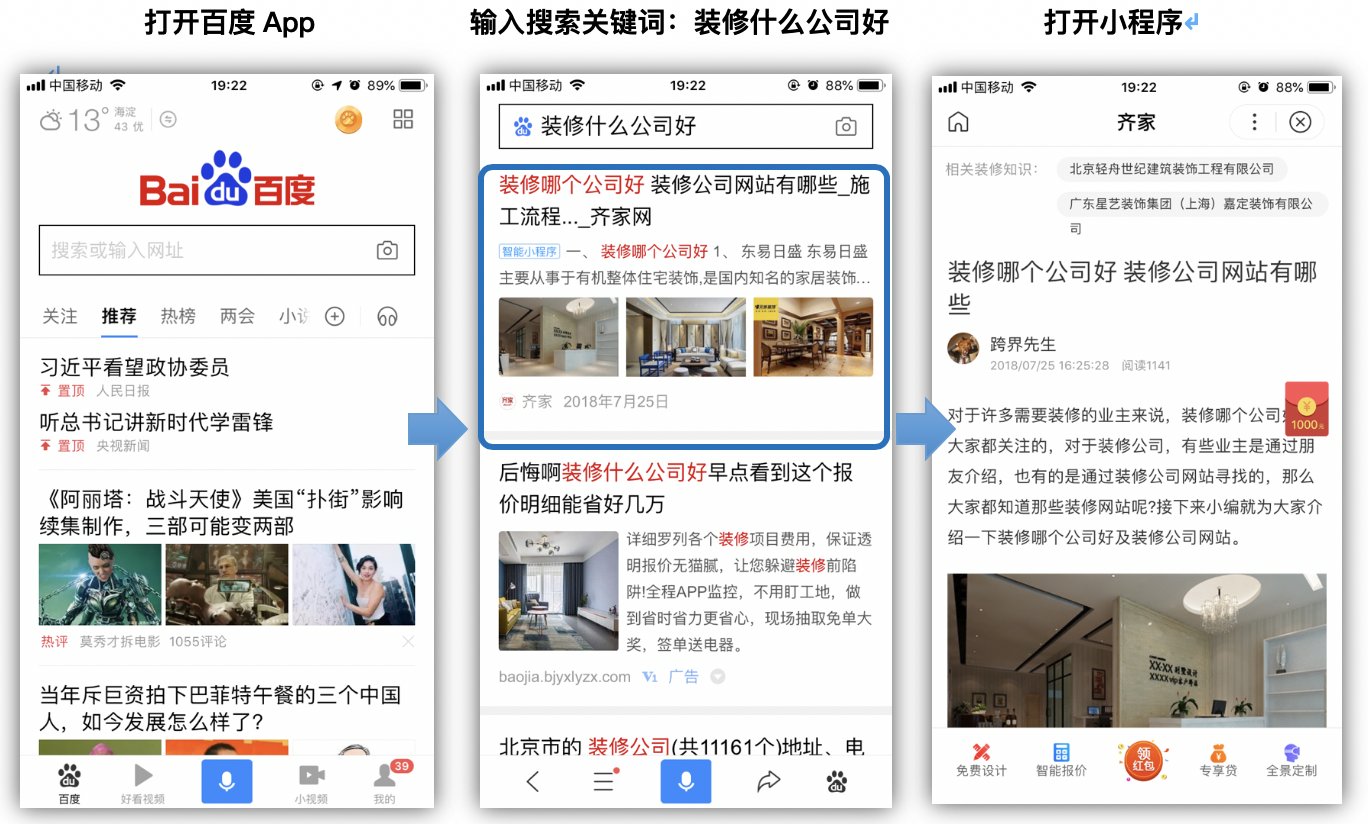 打开百度 App
输入搜索关键词：装修什么公司好
打开小程序
中国移动
19:22
89%
13°
海淀
43 优
Bai du 百度
搜索或输入网址
关注
推荐
热榜
两会
小说
习近平看望政协委员
置顶 人民日报
听总书记讲新时代学雷锋
置顶 央视新闻
《阿丽塔：战斗天使》美国“扑街”影响
续集制作，三部可能变两部
热评 莫秀才拆电影 1055评论
当年斥巨资拍下巴菲特午餐的三个中国
人，如今发展怎么样了?
百度
好看视频
小视频
39
我的
中国移动
19:22
88%
du 装修什么公司好
装修哪个公司好 装修公司网站有哪些_施
工流程..._齐家网
智能小程序 一、 装修哪个公司好 1、 东易日盛 东易日盛
主要从事于有机整体住宅装饰,是国内知名的家居装饰...
齐家 齐家 2018年7月25日
后悔啊装修什么公司好早点看到这个报
价明细能省好几万
详细罗列各个装修项目费用，保证透
明报价无猫腻，让您躲避装修前陷
阱!全程APP监控，不用盯工地，做
到省时省力更省心，现场抽取免单大
奖，签单送电器。
baojia.bjyxlyzx.com V1 广告
北京市的 装修公司(共11161个)地址、电
中国移动
19:22
88%
齐家
相关装修知识：
北京轻舟世纪建筑装饰工程有限公司
广东星艺装饰集团（上海）嘉定装饰有限公
司
装修哪个公司好 装修公司网站有哪
些
跨界先生
2018/07/25 16:25:28 阅读1141
对于许多需要装修的业主来说，装修哪个公司
1000元
大家都关注的，对于装修公司，有些业主是通过朋
友介绍，也有的是通过装修公司网站寻找的，那么
大家都知道那些装修网站呢?接下来小编就为大家介
绍一下装修哪个公司好及装修公司网站。
XX·XX 别墅设计
XXXX vip客户尊品
免费设计
智能报价
领
红包
专享贷
全景定制